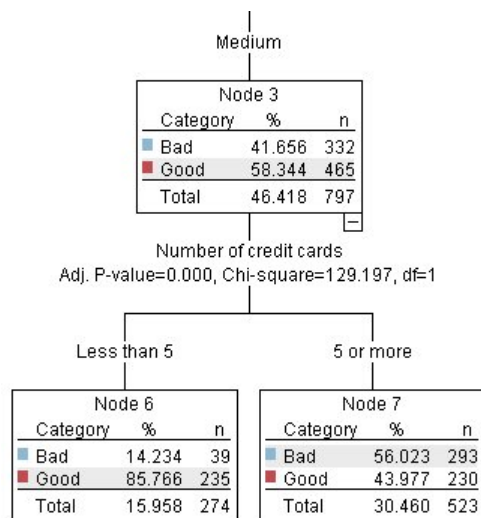 Medium
Node 3
Category % n
Bad 41.656 332
Good 58.344 465
Total 46.418 797
Number of credit cards
Adj. P-value=0.000, Chi-square=129.197, df=1
Less than 5
5 or more
Node 6
Category % n
Bad 14.234 39
Good 85.766 235
Total 15.958 274
Node 7
Category % n
Bad 56.023 293
Good 43.977 230
Total 30.460 523